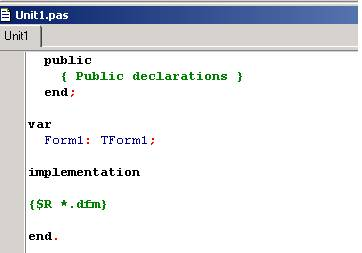 Unit1.pas
Unit1
public
{ Public declarations }
end;
var
Form1: TForm1;
implementation
{$R *.dfm}
end.